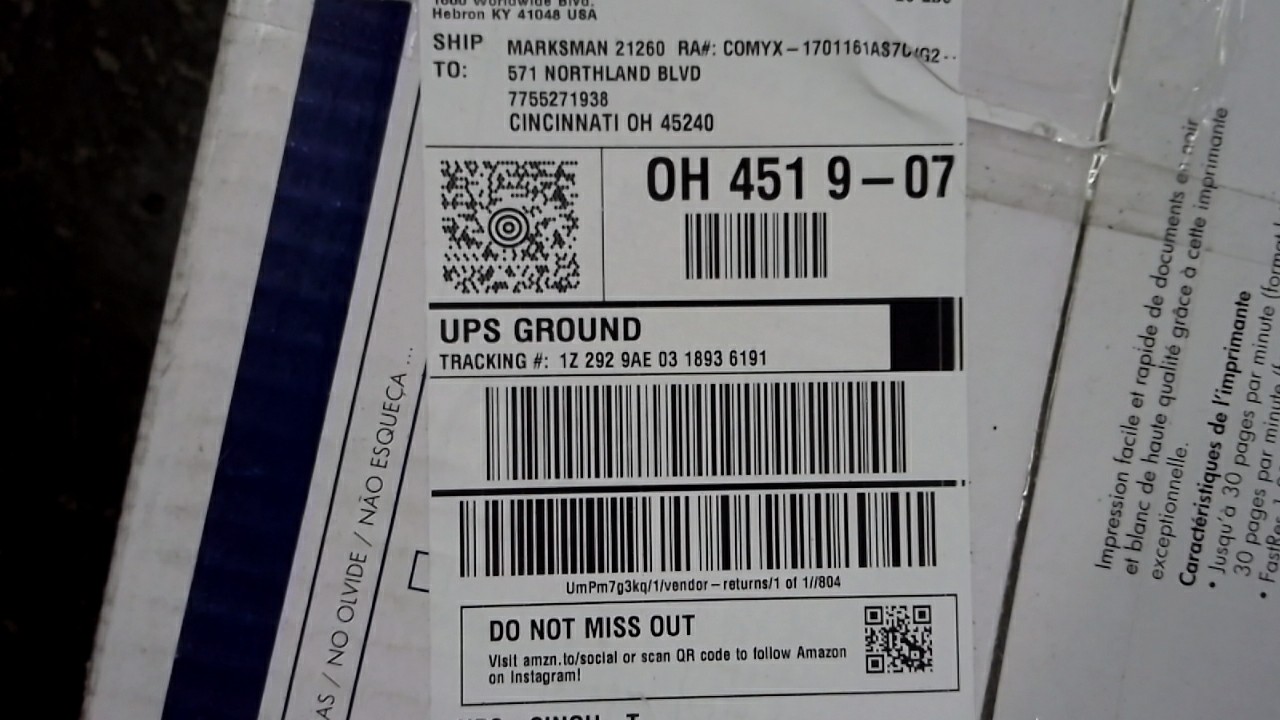 Worldwide Blvd.
Hebron KY 41048 USA
SHIP TO:
MARKSMAN 21260 RA#: COMYX-1701161AS7
571 NORTHLAND BLVD
7755271938
CINCINNATI OH 45240
OH 451 9-07
UPS GROUND
TRACKING #: 1Z 292 9AE 03 1893 6191
UmPm7g3kq/1/vendor-returns/1 of 1//804
DO NOT MISS OUT
Visit amzn.to/social or scan QR code to follow Amazon
on Instagram!
AS / NO OLVIDE / NÃO ESQUEÇA ...
Impression facile et rapide de documents en noir
et blanc de haute qualité grâce à cette imprimante
exceptionnelle.
Caractéristiques de l'imprimante
• Jusqu'à 30 pages par minute (format
30 pages par minute